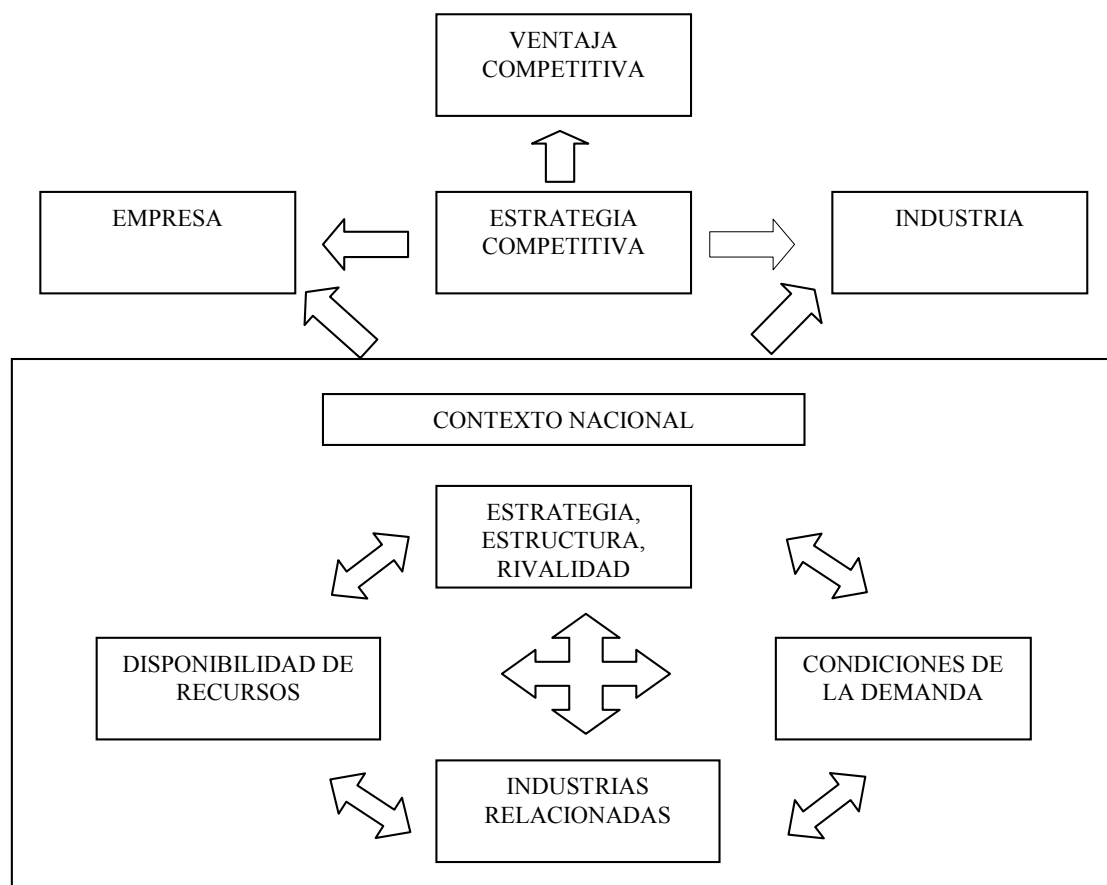 VENTAJA
COMPETITIVA
EMPRESA
ESTRATEGIA
COMPETITIVA
INDUSTRIA
CONTEXTO NACIONAL
ESTRATEGIA,
ESTRUCTURA,
RIVALIDAD
DISPONIBILIDAD DE
RECURSOS
CONDICIONES DE
LA DEMANDA
INDUSTRIAS
RELACIONADAS